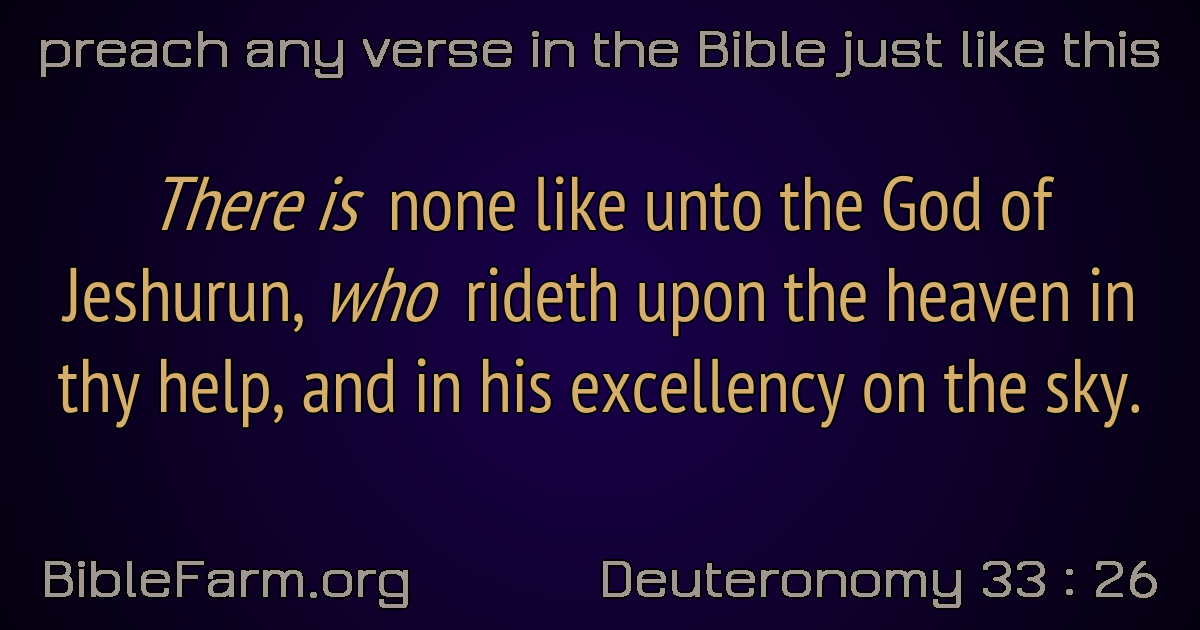 preach any verse in the Bible just like this
There is none like unto the God of
Jeshurun, who rideth upon the heaven in
thy help, and in his excellency on the sky.
BibleFarm.org
Deuteronomy 33 : 26